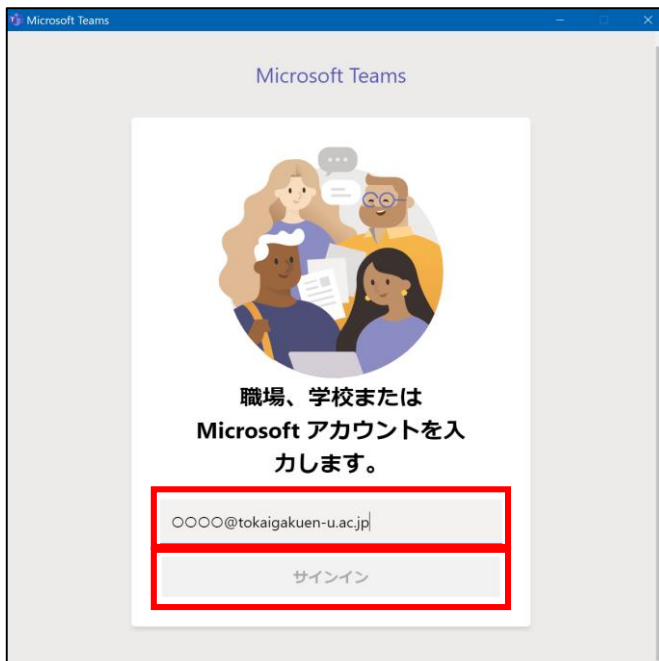 Microsoft Teams
Microsoft Teams
職場、学校または
Microsoft アカウントを入
力します。
○○○○@tokaigakuen-u.ac.jp
サインイン